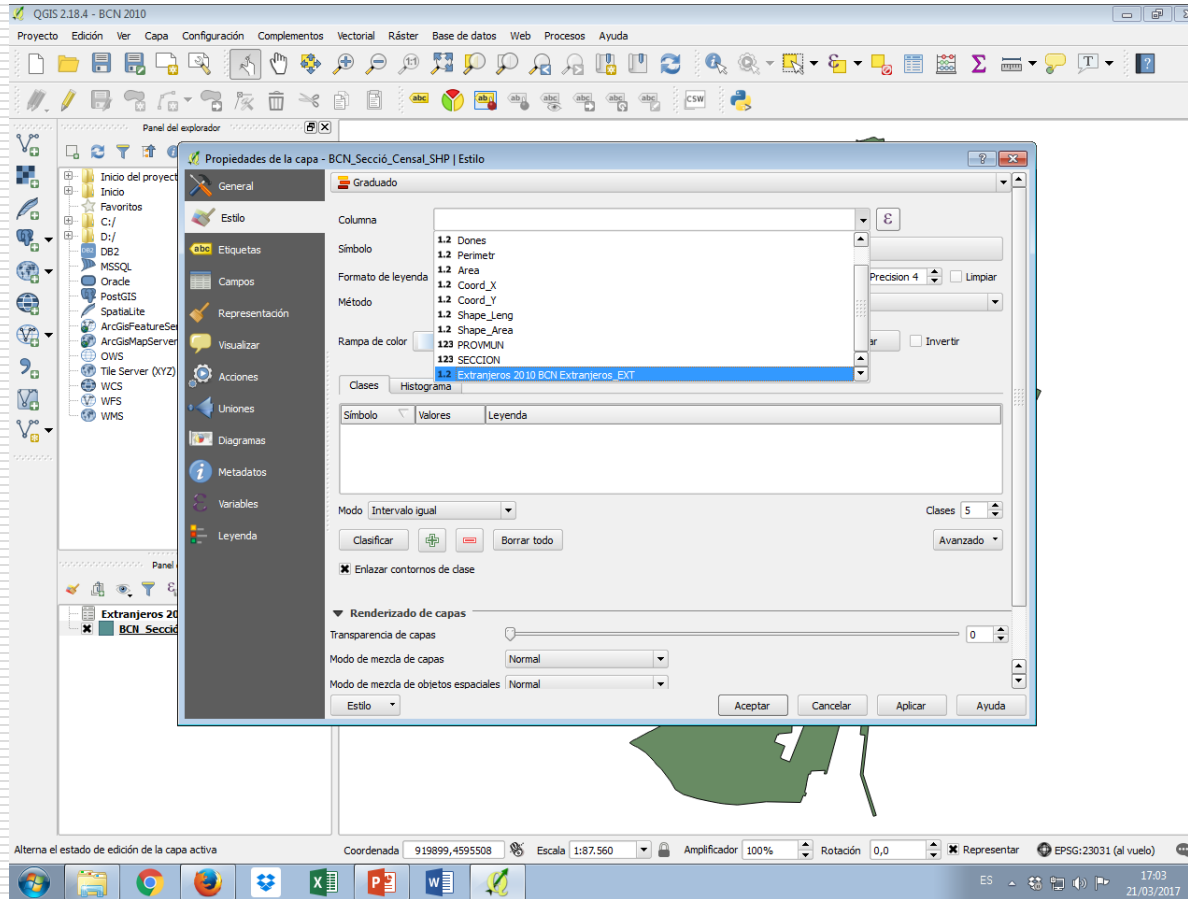 QGIS 2.18.4 - BCN 2010
Proyecto Edición Ver Capa Configuración Complementos Vectorial Ráster Base de datos Web Procesos Ayuda
Panel del explorador
Inicio del proyect
Inicio
Favoritos
C:/
D:/
DB2
MSSQL
Oracle
PostGIS
SpatiaLite
ArcGisFeatureSer
ArcGisMapServer
OWS
Tile Server (XYZ)
WCS
WFS
WMS
Panel
Extranjeros 20
BCN_Secció
Propiedades de la capa - BCN_Secció_Censal_SHP | Estilo
General
Estilo
Etiquetas
Campos
Representación
Visualizar
Acciones
Uniones
Diagramas
Metadatos
Variables
Leyenda
Graduado
Columna
Símbolo
Formato de leyenda
Precision 4 Limpiar
Método
Rampa de color
ar Invertir
1.2 Dones
1.2 Perimetr
1.2 Area
1.2 Coord_X
1.2 Coord_Y
1.2 Shape_Leng
1.2 Shape_Area
123 PROVMUN
123 SECCION
1.2 Extranjeros 2010 BCN Extranjeros_EXT
Clases Histograma
Símbolo Valores Leyenda
Modo Intervalo igual Clases 5
Clasificar Borrar todo Avanzado
Enlazar contornos de clase
Renderizado de capas
Transparencia de capas 0
Modo de mezcla de capas Normal
Modo de mezcla de objetos espaciales Normal
Estilo Aceptar Cancelar Aplicar Ayuda
Alterna el estado de edición de la capa activa Coordenada 919899,4595508 Escala 1:87.560 Amplificador 100% Rotación 0,0 Representar EPSG:23031 (al vuelo)
ES 17:03
21/03/2017